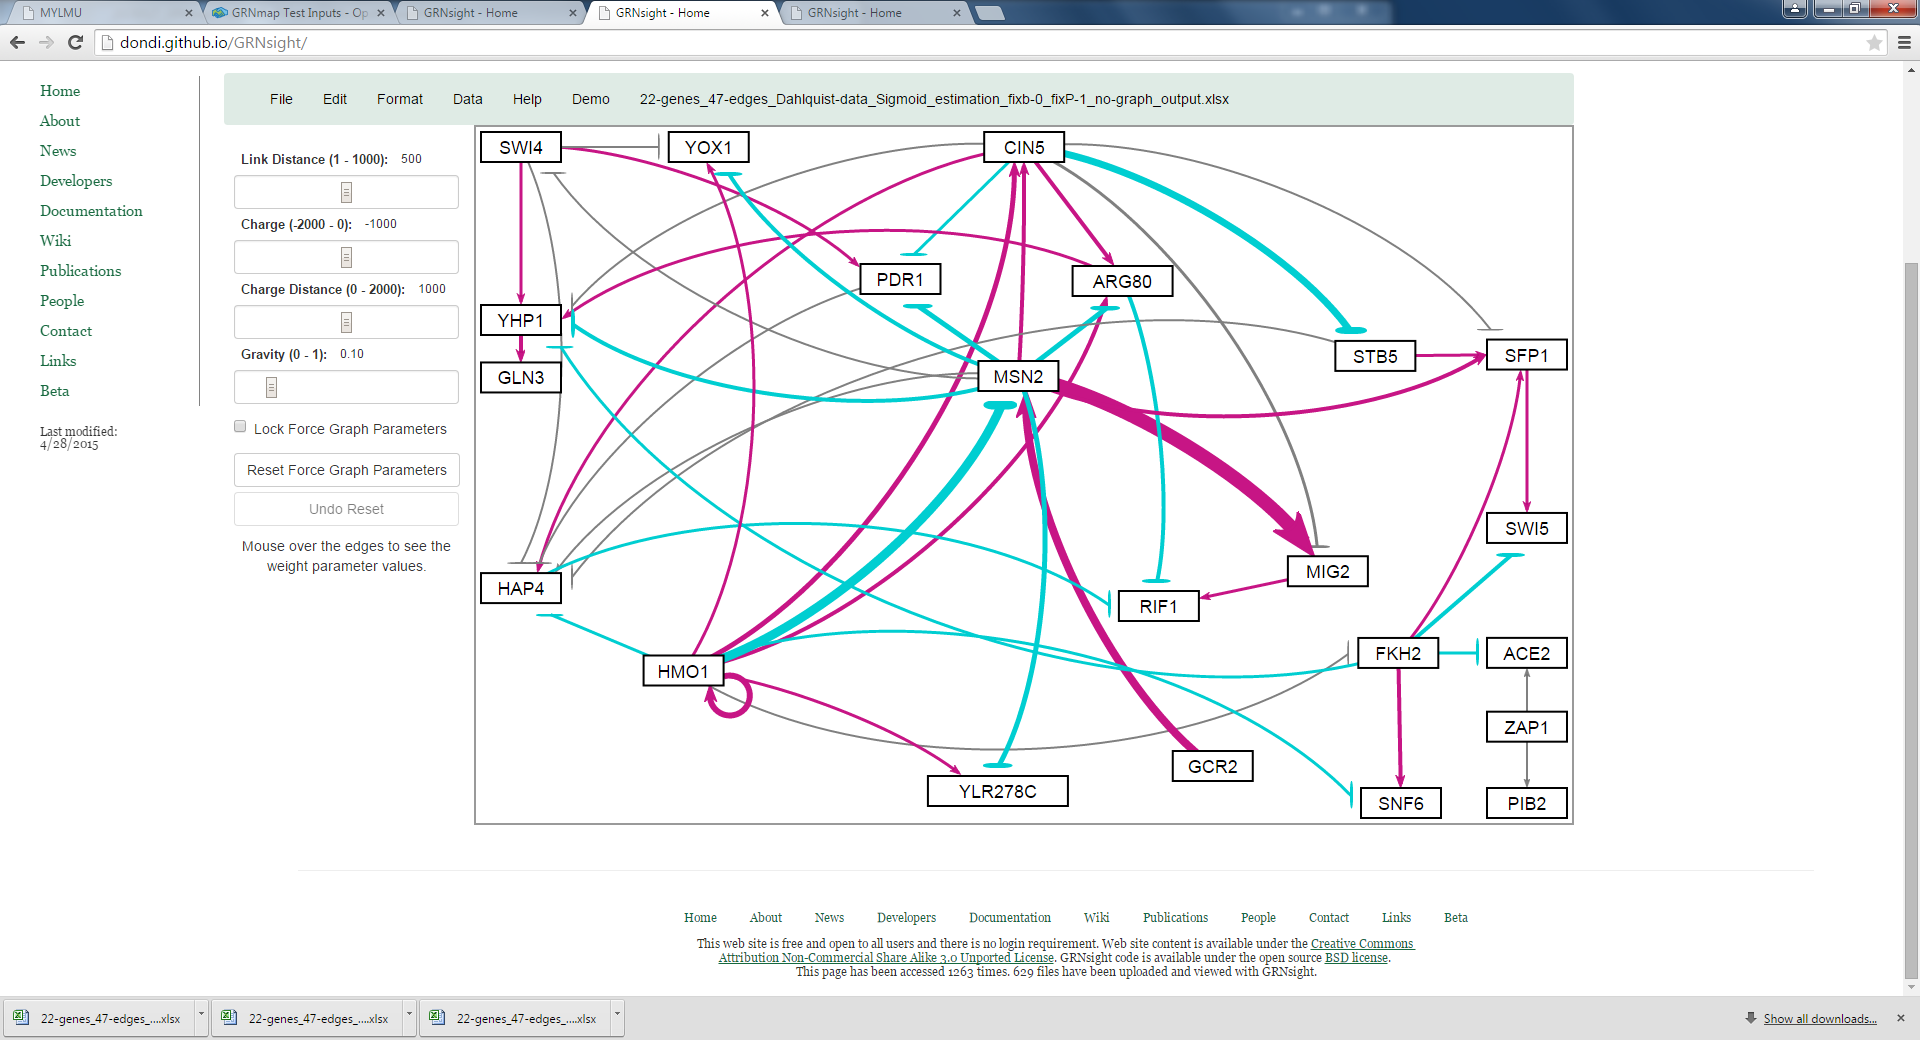 MYLMU
GRNmap Test Inputs - Op
GRNsight - Home
GRNsight - Home
GRNsight - Home
dondi.github.io/GRNsight/
Home
About
News
Developers
Documentation
Wiki
Publications
People
Contact
Links
Beta
Last modified:
4/28/2015
File Edit Format Data Help Demo 22-genes_47-edges_Dahlquist-data_Sigmoid_estimation_fixb-0_fixP-1_no-graph_output.xlsx
Link Distance (1 - 1000): 500
Charge (-2000 - 0): -1000
Charge Distance (0 - 2000): 1000
Gravity (0 - 1): 0.10
Lock Force Graph Parameters
Reset Force Graph Parameters
Undo Reset
Mouse over the edges to see the
weight parameter values.
SWI4
YOX1
CIN5
PDR1
ARG80
YHP1
STB5
SFP1
GLN3
MSN2
SWI5
MIG2
HAP4
RIF1
FKH2
ACE2
HMO1
ZAP1
GCR2
YLR278C
SNF6
PIB2
Home About News Developers Documentation Wiki Publications People Contact Links Beta
This web site is free and open to all users and there is no login requirement. Web site content is available under the Creative Commons
Attribution Non-Commercial Share Alike 3.0 Unported License. GRNsight code is available under the open source BSD license.
This page has been accessed 1263 times. 629 files have been uploaded and viewed with GRNsight.
22-genes_47-edges_....xlsx
22-genes_47-edges_....xlsx
22-genes_47-edges_....xlsx
Show all downloads...